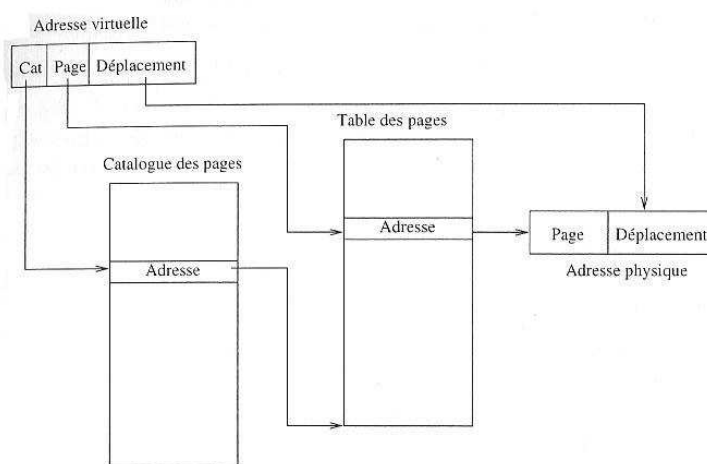 Adresse virtuelle
Cat Page Déplacement
Table des pages
Catalogue des pages
Adresse
Page Déplacement
Adresse
Adresse physique